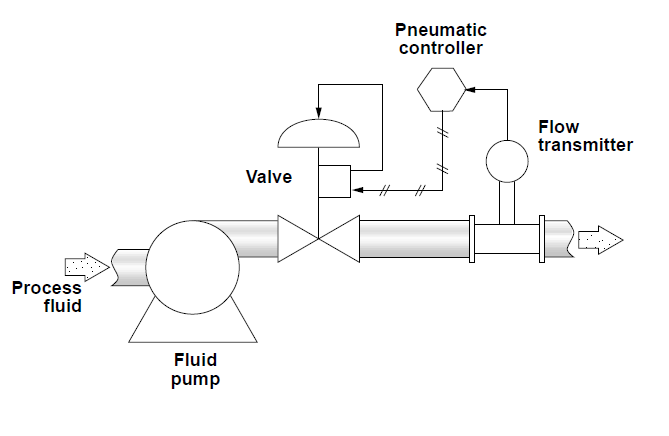 Pneumatic
controller
Flow
transmitter
Valve
Process
fluid
Fluid
pump